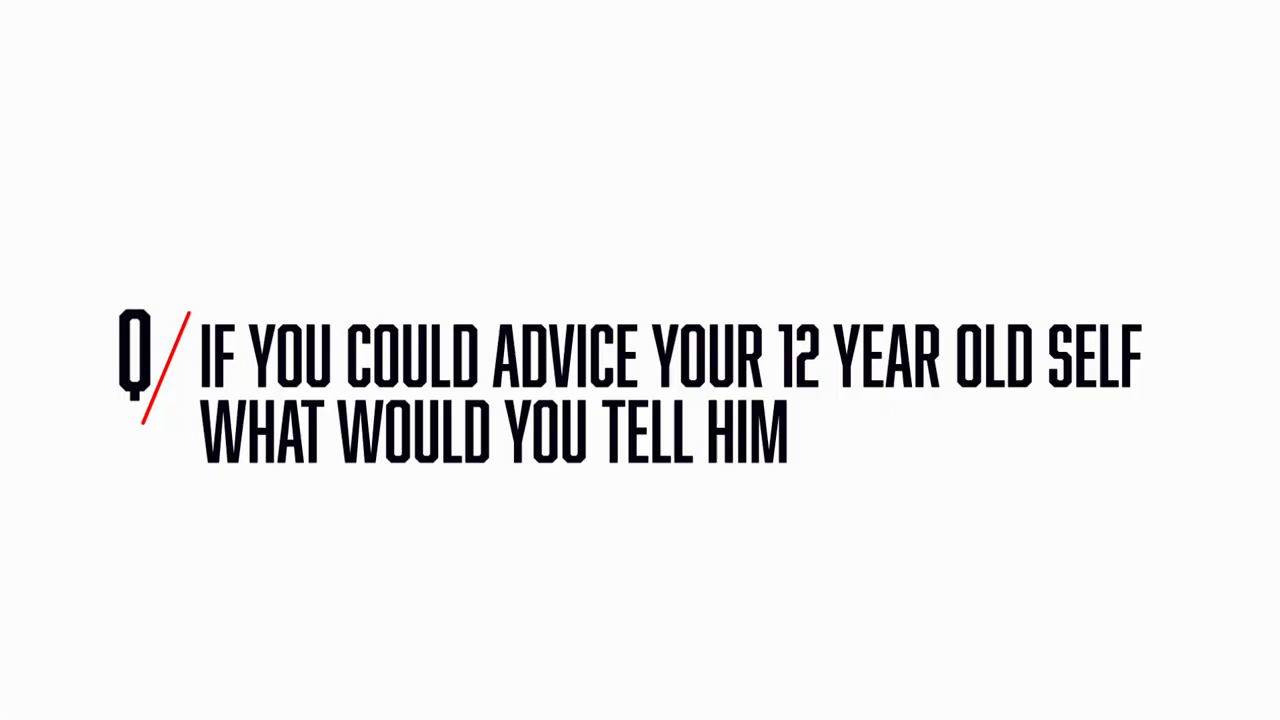 Q/ IF YOU COULD ADVICE YOUR 12 YEAR OLD SELF
WHAT WOULD YOU TELL HIM